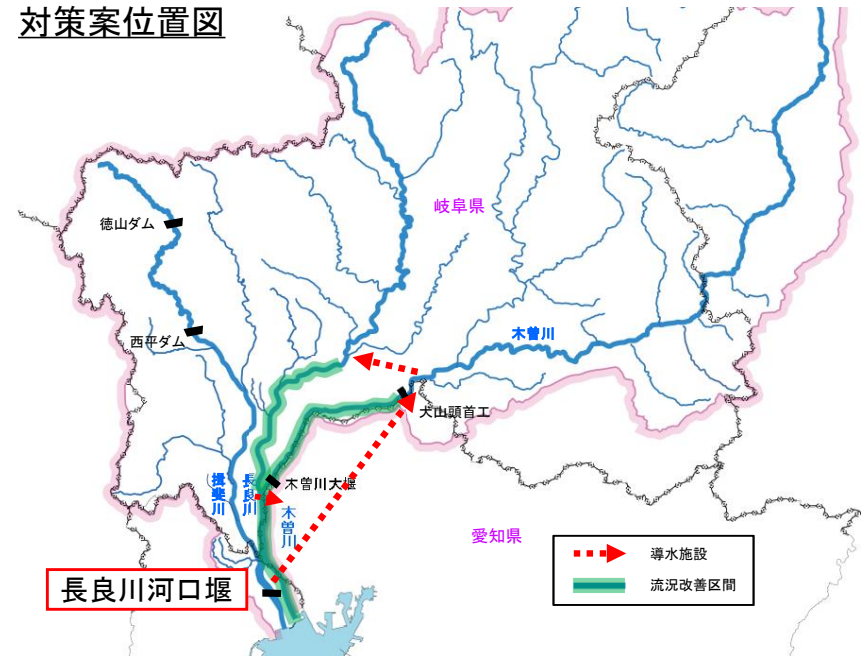 対策案位置図
岐阜県
徳山ダム
木曽川
西平ダム
犬山頭首工
揖斐川
長良川
木曽川大堰
木曽川
愛知県
導水施設
長良川河口堰
流況改善区間